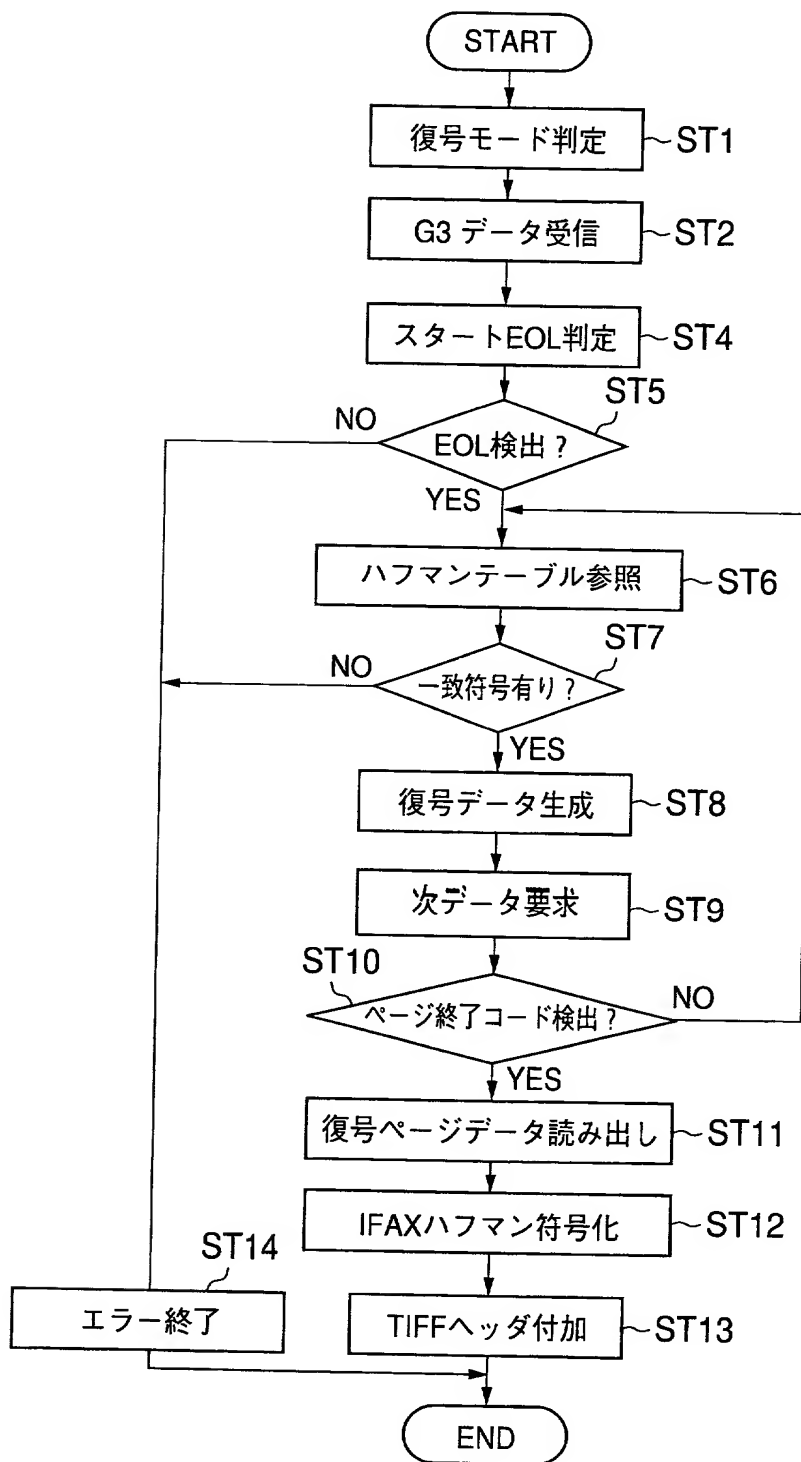 START
復号モード判定
ST1
G3 データ受信
ST2
スタートEOL判定
ST4
ST5
NO
EOL検出？
YES
ハフマンテーブル参照
ST6
ST7
NO
一致符号有り？
YES
復号データ生成
ST8
次データ要求
ST9
ST10
ページ終了コード検出？
NO
YES
復号ページデータ読み出し
ST11
IFAXハフマン符号化
ST12
ST14
エラー終了
TIFFヘッダ付加
ST13
END